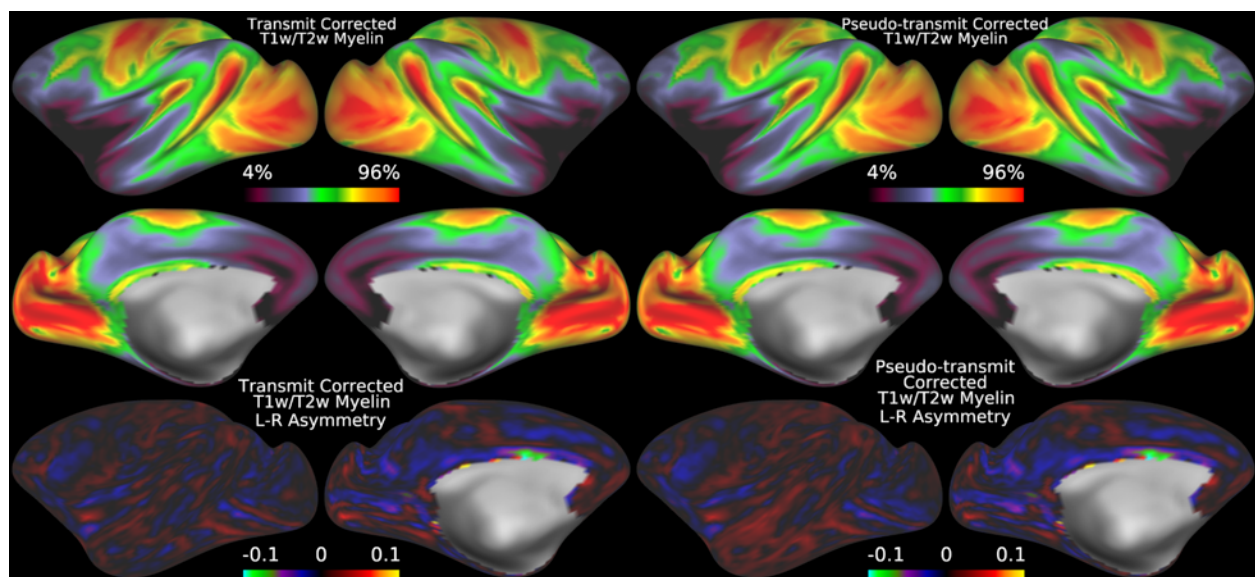 Transmit Corrected
T1w/T2w Myelin
4% 96%
Pseudo-transmit Corrected
T1w/T2w Myelin
4% 96%
Transmit Corrected
T1w/T2w Myelin
L-R Asymmetry
-0.1 0 0.1
Pseudo-transmit
Corrected
T1w/T2w Myelin
L-R Asymmetry
-0.1 0 0.1